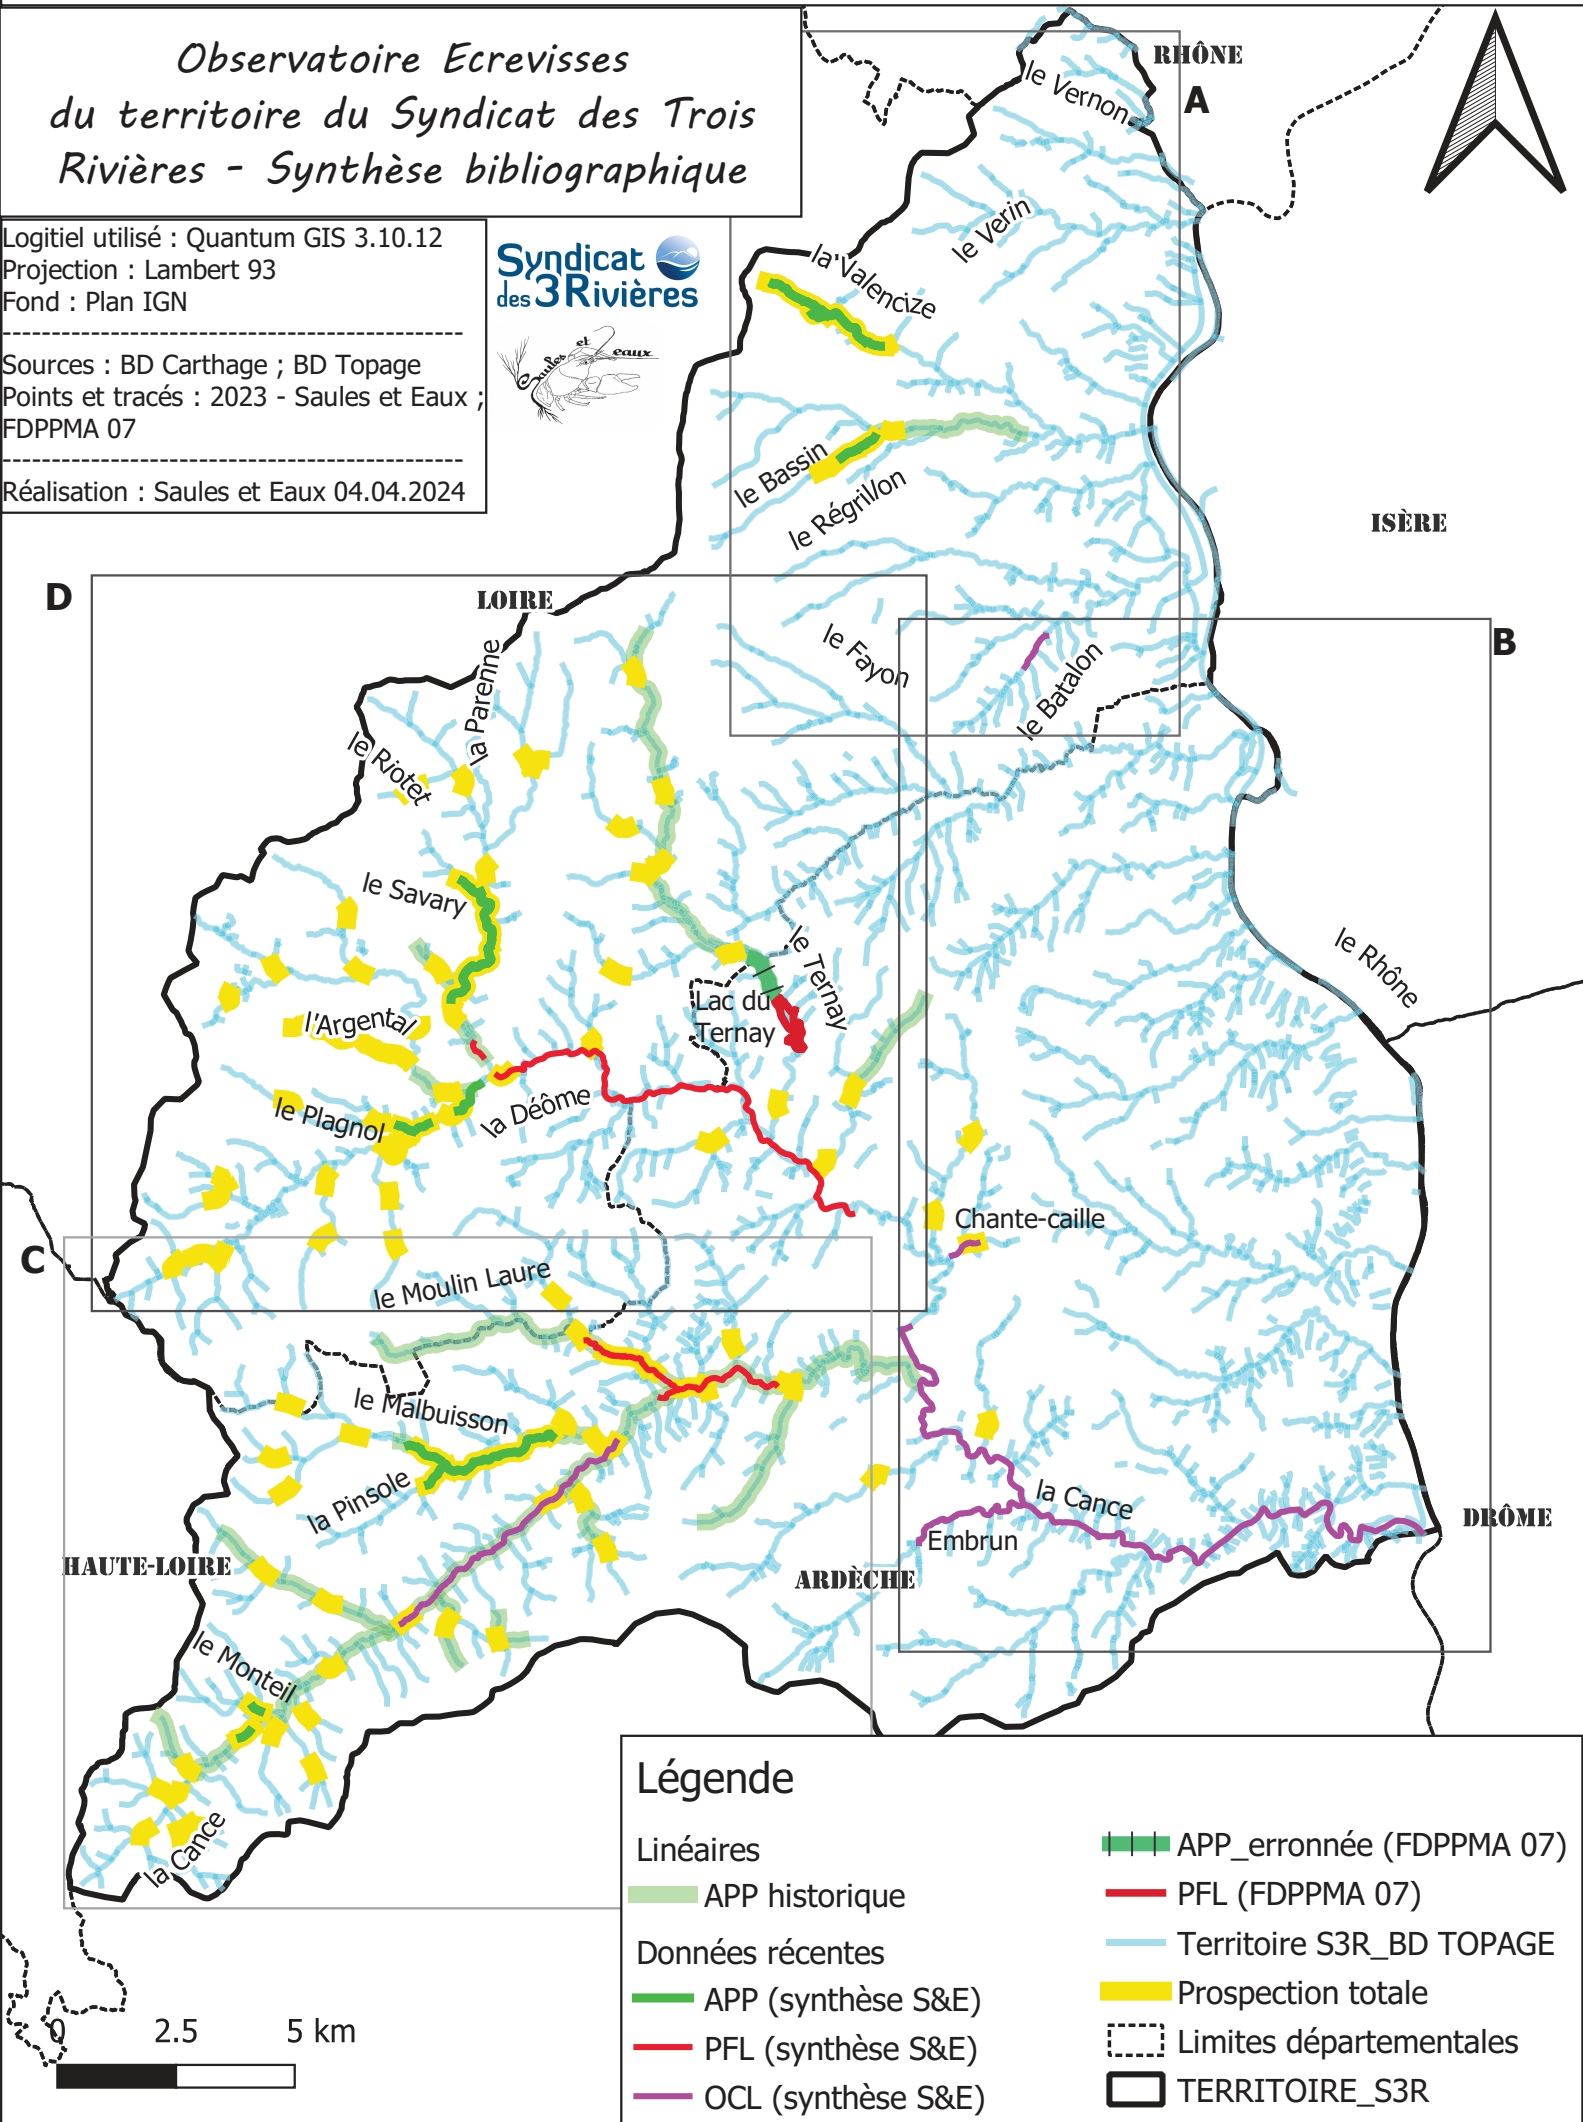 Observatoire Ecrevisses
du territoire du Syndicat des Trois
Rivières - Synthèse bibliographique
Logitiel utilisé : Quantum GIS 3.10.12
Projection : Lambert 93
Fond : Plan IGN
Sources : BD Carthage ; BD Topage
Points et tracés : 2023 - Saules et Eaux ;
FDPPMA 07
Réalisation : Saules et Eaux 04.04.2024
Syndicat
des 3Rivières
Saules et eaux
RHÔNE
A
le Vernon
le Verin
la Valencize
le Bassin
le Régrillon
ISÈRE
D
LOIRE
B
le Fayon
le Batalon
la Parenne
le Riotet
le Savary
le Ternay
Lac du
Ternay
le Rhône
l'Argental
le Plagnol
la Déôme
Chante-caille
C
le Moulin Laure
le Malbuisson
la Pinsole
la Cance
Embrun
DRÔME
HAUTE-LOIRE
ARDÈCHE
le Monteil
la Cance
Légende
Linéaires
APP historique
Données récentes
APP (synthèse S&E)
PFL (synthèse S&E)
OCL (synthèse S&E)
APP_erronnée (FDPPMA 07)
PFL (FDPPMA 07)
Territoire S3R_BD TOPAGE
Prospection totale
Limites départementales
TERRITOIRE_S3R
0 2.5 5 km